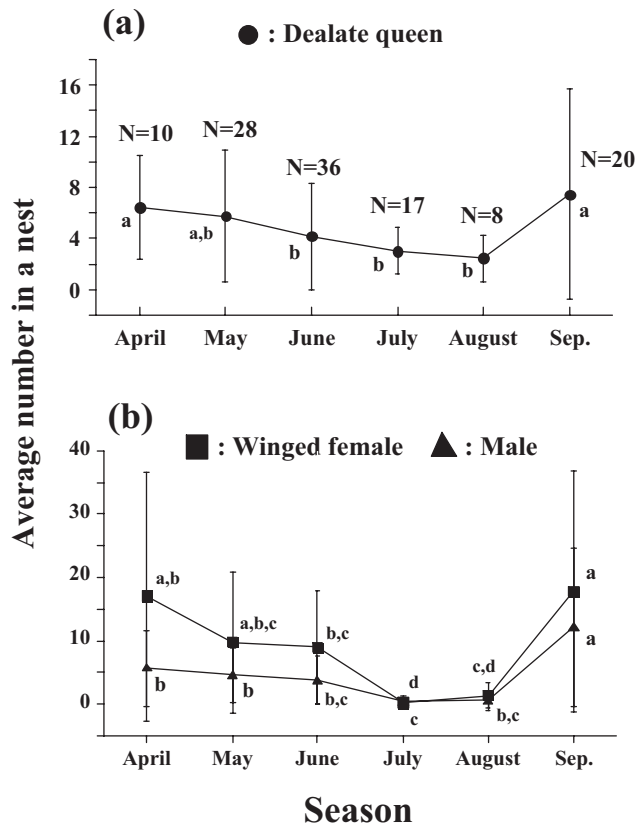 (a)
● : Dealate queen
16
12
8
4
0
N=10
N=28
N=36
N=17
N=8
N=20
a
a,b
b
b
b
a
April May June July August Sep.
Average number in a nest
(b)
■ : Winged female ▲ : Male
40
30
20
10
0
a,b
a,b,c
b,c
d
c,d
a
b
b
b,c
c
b,c
a
April May June July August Sep.
Season